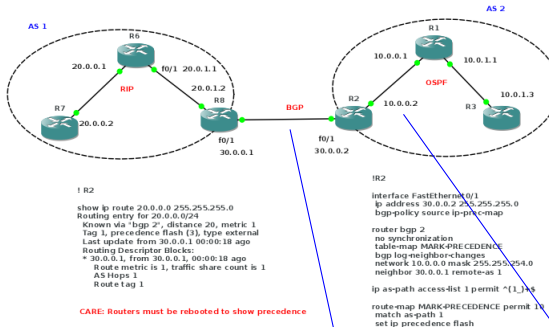 AS 1
AS 2
R6
R1
20.0.0.1
f0/1
20.0.1.1
10.0.0.1
10.0.1.1
RIP
OSPF
20.0.1.2
R8
R2
10.0.1.3
BGP
R7
20.0.0.2
10.0.0.2
R3
f0/1
30.0.0.1
f0/1
30.0.0.2
! R2
show ip route 20.0.0.0 255.255.255.0
Routing entry for 20.0.0.0/24
Known via "bgp 2", distance 20, metric 1
Tag 1, precedence flash (3), type external
Last update from 30.0.0.1 00:00:18 ago
Routing Descriptor Blocks:
* 30.0.0.1, from 30.0.0.1, 00:00:18 ago
Route metric is 1, traffic share count is 1
AS Hops 1
Route tag 1
CARE: Routers must be rebooted to show precedence
!R2
interface FastEthernet0/1
ip address 30.0.0.2 255.255.255.0
bgp-policy source ip-prec-map
router bgp 2
no synchronization
table-map MARK-PRECEDENCE
bgp log-neighbor-changes
network 10.0.0.0 mask 255.255.254.0
neighbor 30.0.0.1 remote-as 1
ip as-path access-list 1 permit ^{1_}+$
route-map MARK-PRECEDENCE permit 10
match as-path 1
set ip precedence flash